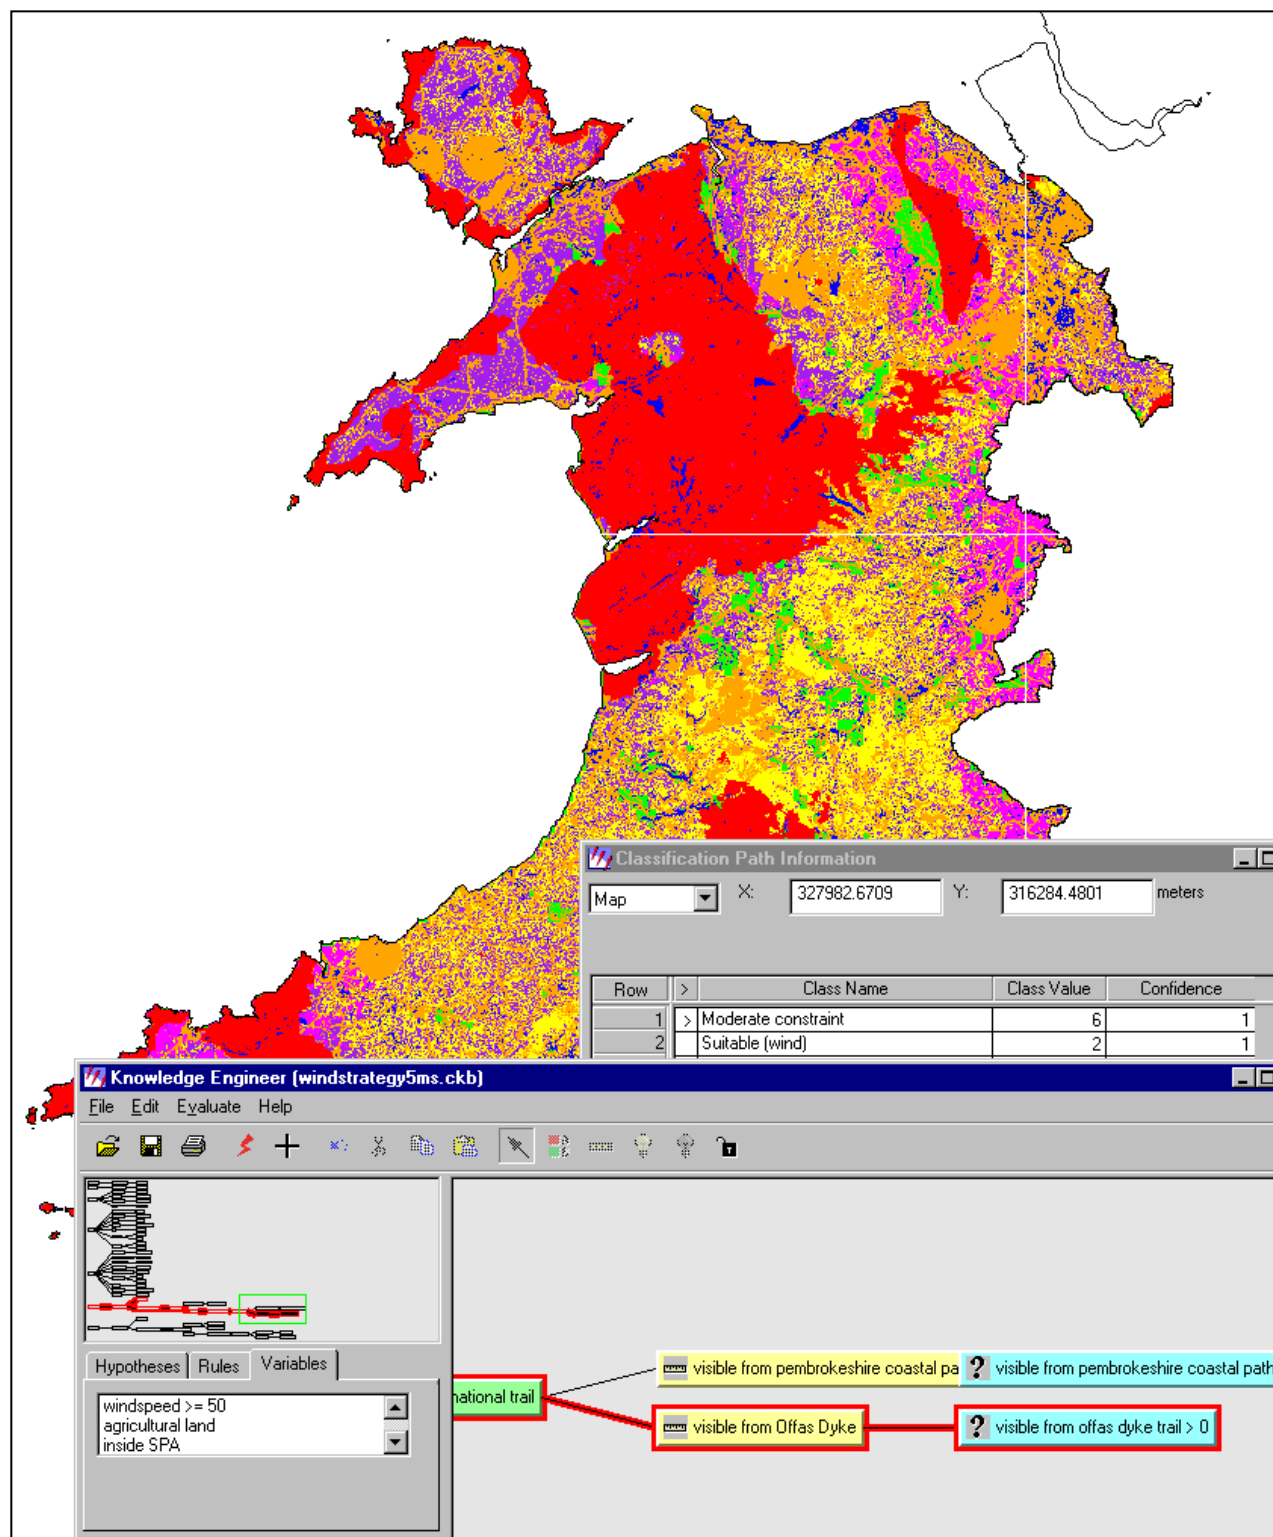 Classification Path Information
Map X: 327982.6709 Y: 316284.4801 meters
Row > Class Name Class Value Confidence
1 > Moderate constraint 6 1
2 Suitable (wind) 2 1
Knowledge Engineer (windstrategy5ms.ckb)
File Edit Evaluate Help
Hypotheses Rules Variables
windspeed >= 50
agricultural land
inside SPA
visible from pembrokeshire coastal pa ? visible from pembrokeshire coastal path
national trail
visible from Offas Dyke ? visible from offas dyke trail > 0